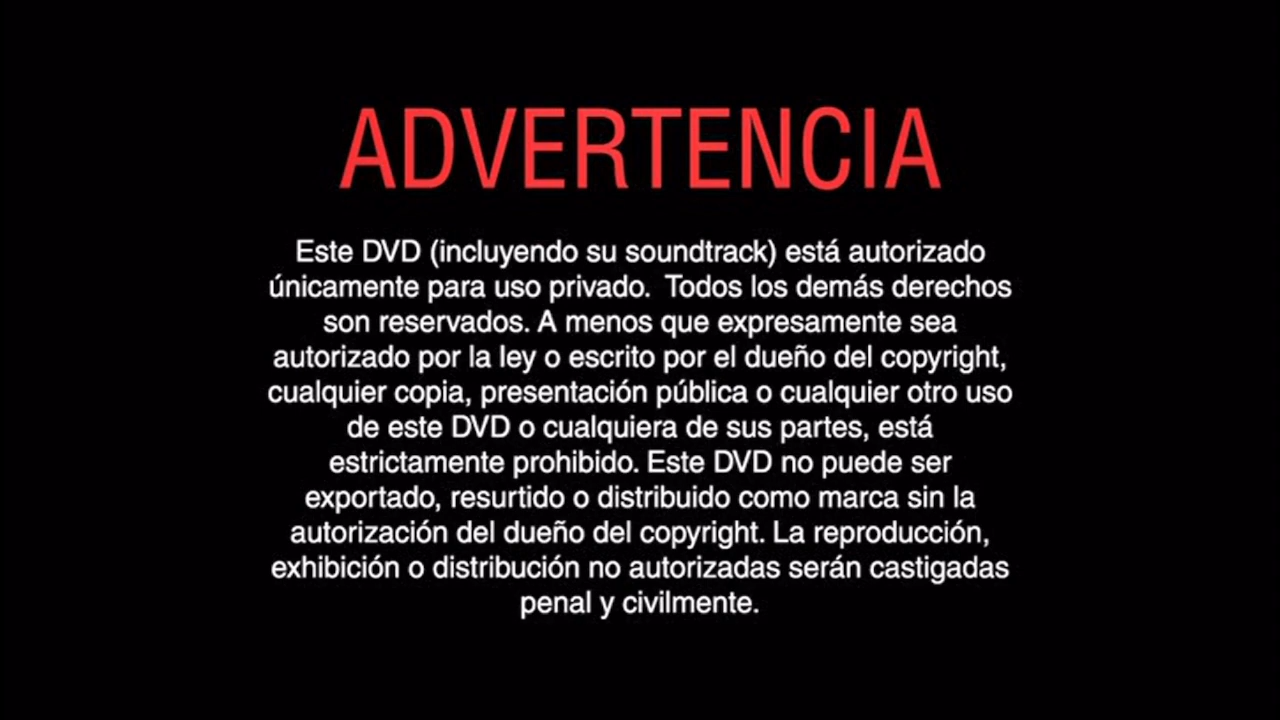 ADVERTENCIA
Este DVD (incluyendo su soundtrack) está autorizado
únicamente para uso privado.  Todos los demás derechos
son reservados. A menos que expresamente sea
autorizado por la ley o escrito por el dueño del copyright,
cualquier copia, presentación pública o cualquier otro uso
de este DVD o cualquiera de sus partes, está
estrictamente prohibido. Este DVD no puede ser
exportado, resurtido o distribuido como marca sin la
autorización del dueño del copyright. La reproducción,
exhibición o distribución no autorizadas serán castigadas
penal y civilmente.